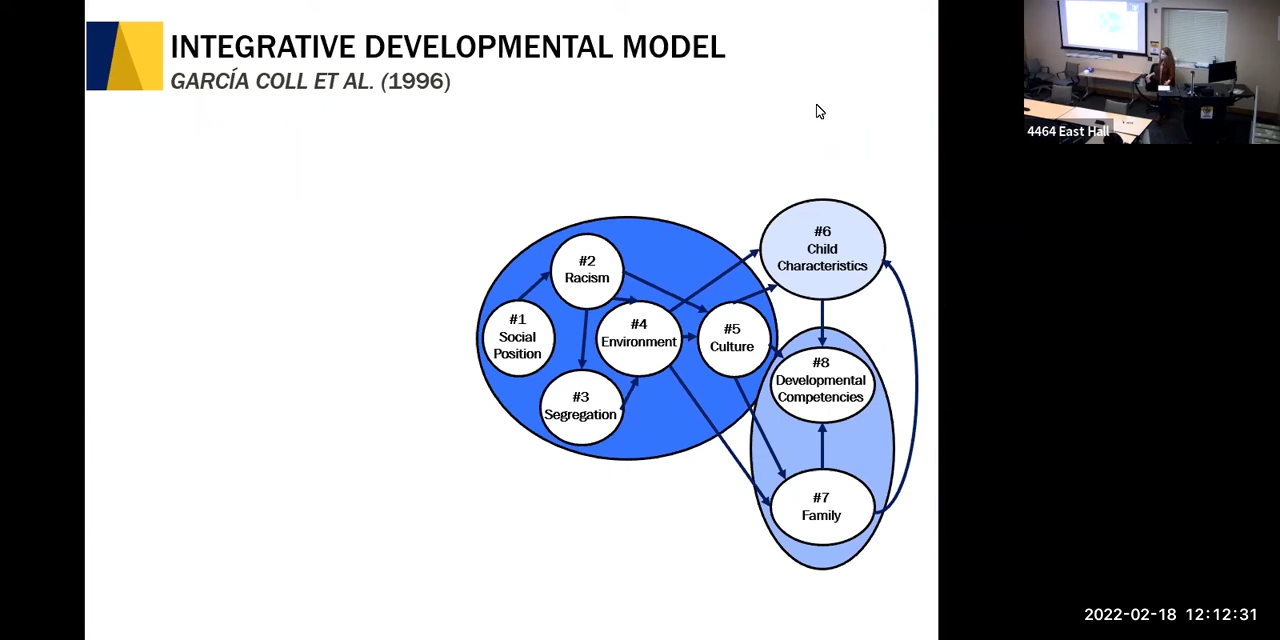 INTEGRATIVE DEVELOPMENTAL MODEL
GARCÍA COLL ET AL. (1996)
4464 East Hall
#1
Social
Position
#2
Racism
#3
Segregation
#4
Environment
#5
Culture
#6
Child
Characteristics
#8
Developmental
Competencies
#7
Family
2022-02-18 12:12:31